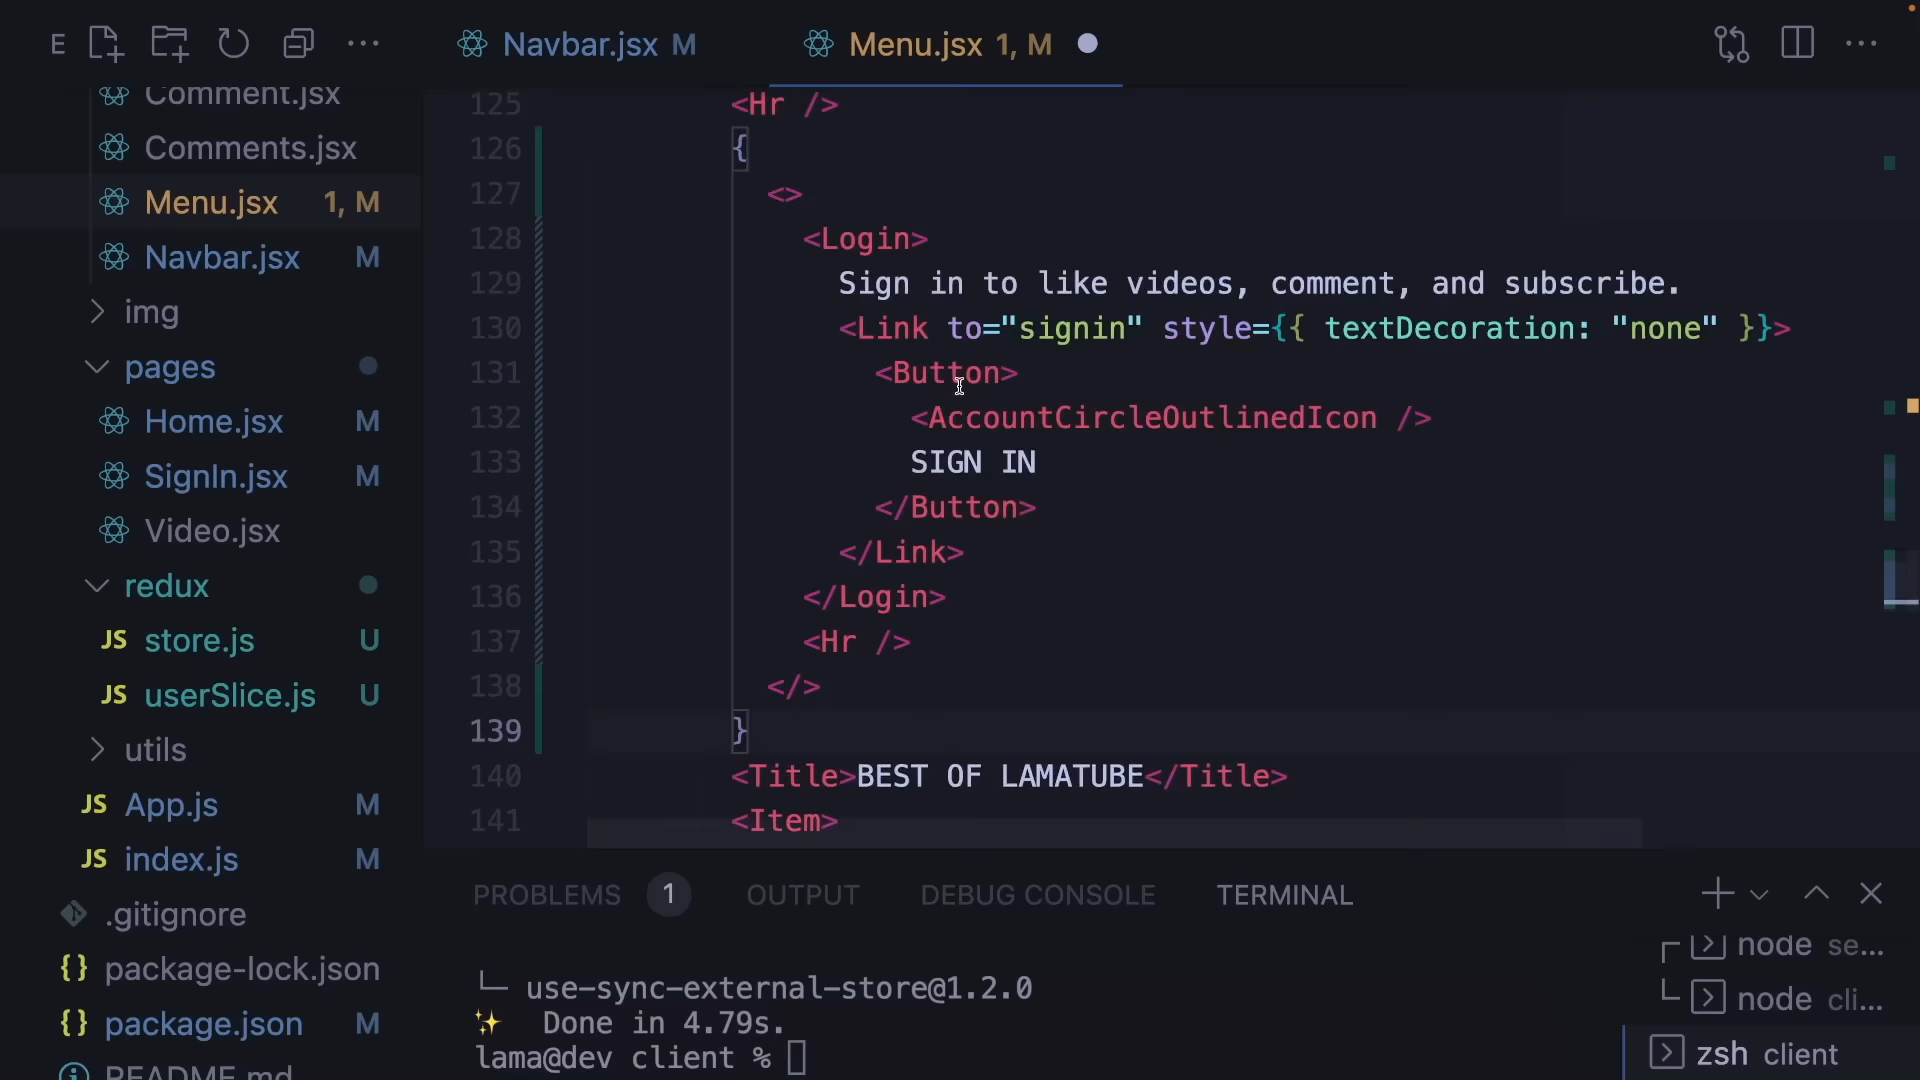 E
Navbar.jsx M
Menu.jsx 1, M
Comment.jsx
Comments.jsx
Menu.jsx 1, M
Navbar.jsx M
img
pages
Home.jsx M
SignIn.jsx M
Video.jsx
redux
JS store.js U
JS userSlice.js U
utils
JS App.js M
JS index.js M
.gitignore
{} package-lock.json
{} package.json M
README.md
125 <Hr />
126 {
127 <>
128 <Login>
129 Sign in to like videos, comment, and subscribe.
130 <Link to="signin" style={{ textDecoration: "none" }}>
131 <Button>
132 <AccountCircleOutlinedIcon />
133 SIGN IN
134 </Button>
135 </Link>
136 </Login>
137 <Hr />
138 </>
139 }
140 <Title>BEST OF LAMATUBE</Title>
141 <Item>
PROBLEMS 1 OUTPUT DEBUG CONSOLE TERMINAL
└─ use-sync-external-store@1.2.0
✨ Done in 4.79s.
lama@dev client %
node se...
node cli...
zsh client